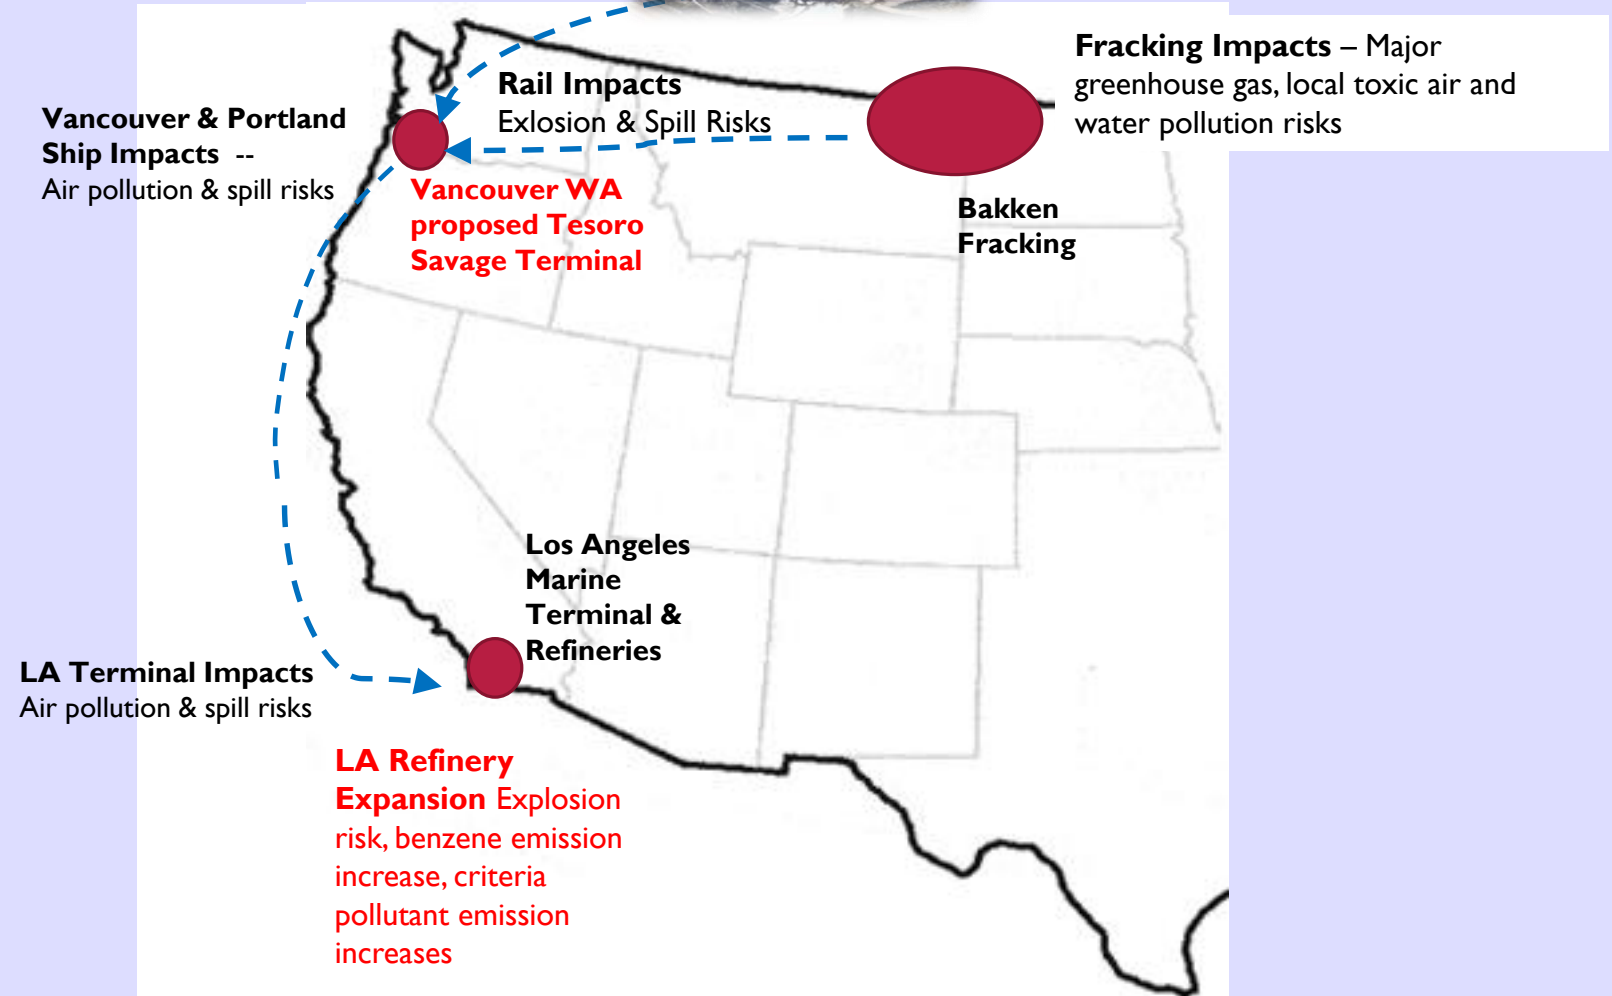 Fracking Impacts – Major
greenhouse gas, local toxic air and
water pollution risks
Rail Impacts
Exlosion & Spill Risks
Vancouver & Portland
Ship Impacts --
Air pollution & spill risks
Vancouver WA
proposed Tesoro
Savage Terminal
Bakken
Fracking
Los Angeles
Marine
Terminal &
Refineries
LA Terminal Impacts
Air pollution & spill risks
LA Refinery
Expansion Explosion
risk, benzene emission
increase, criteria
pollutant emission
increases